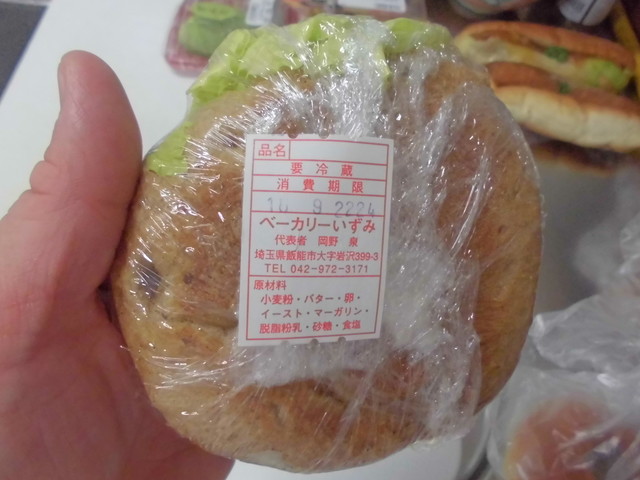 品名
要冷蔵
消費期限
10 9 2224
ベーカリーいずみ
代表者 岡野 泉
埼玉県飯能市大字岩沢399-3
TEL 042-972-3171
原材料
小麦粉・バター・卵・
イースト・マーガリン・
脱脂粉乳・砂糖・食塩